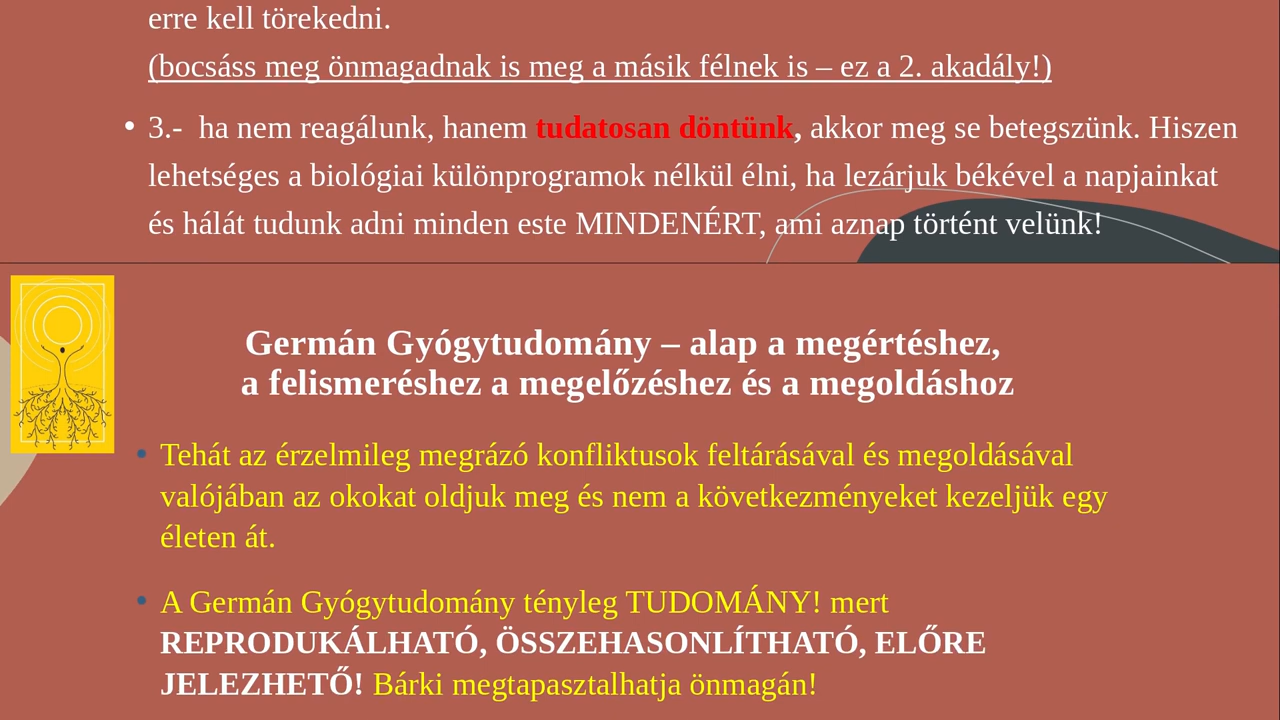 erre kell törekedni.
(bocsáss meg önmagadnak is meg a másik félnek is – ez a 2. akadály!)
• 3.-  ha nem reagálunk, hanem tudatosan döntünk, akkor meg se betegszünk. Hiszen
lehetséges a biológiai különprogramok nélkül élni, ha lezárjuk békével a napjainkat
és hálát tudunk adni minden este MINDENÉRT, ami aznap történt velünk!
Germán Gyógytudomány – alap a megértéshez,
a felismeréshez a megelőzéshez és a megoldáshoz
• Tehát az érzelmileg megrázó konfliktusok feltárásával és megoldásával
valójában az okokat oldjuk meg és nem a következményeket kezeljük egy
életen át.
• A Germán Gyógytudomány tényleg TUDOMÁNY! mert
REPRODUKÁLHATÓ, ÖSSZEHASONLÍTHATÓ, ELŐRE
JELEZHETŐ! Bárki megtapasztalhatja önmagán!